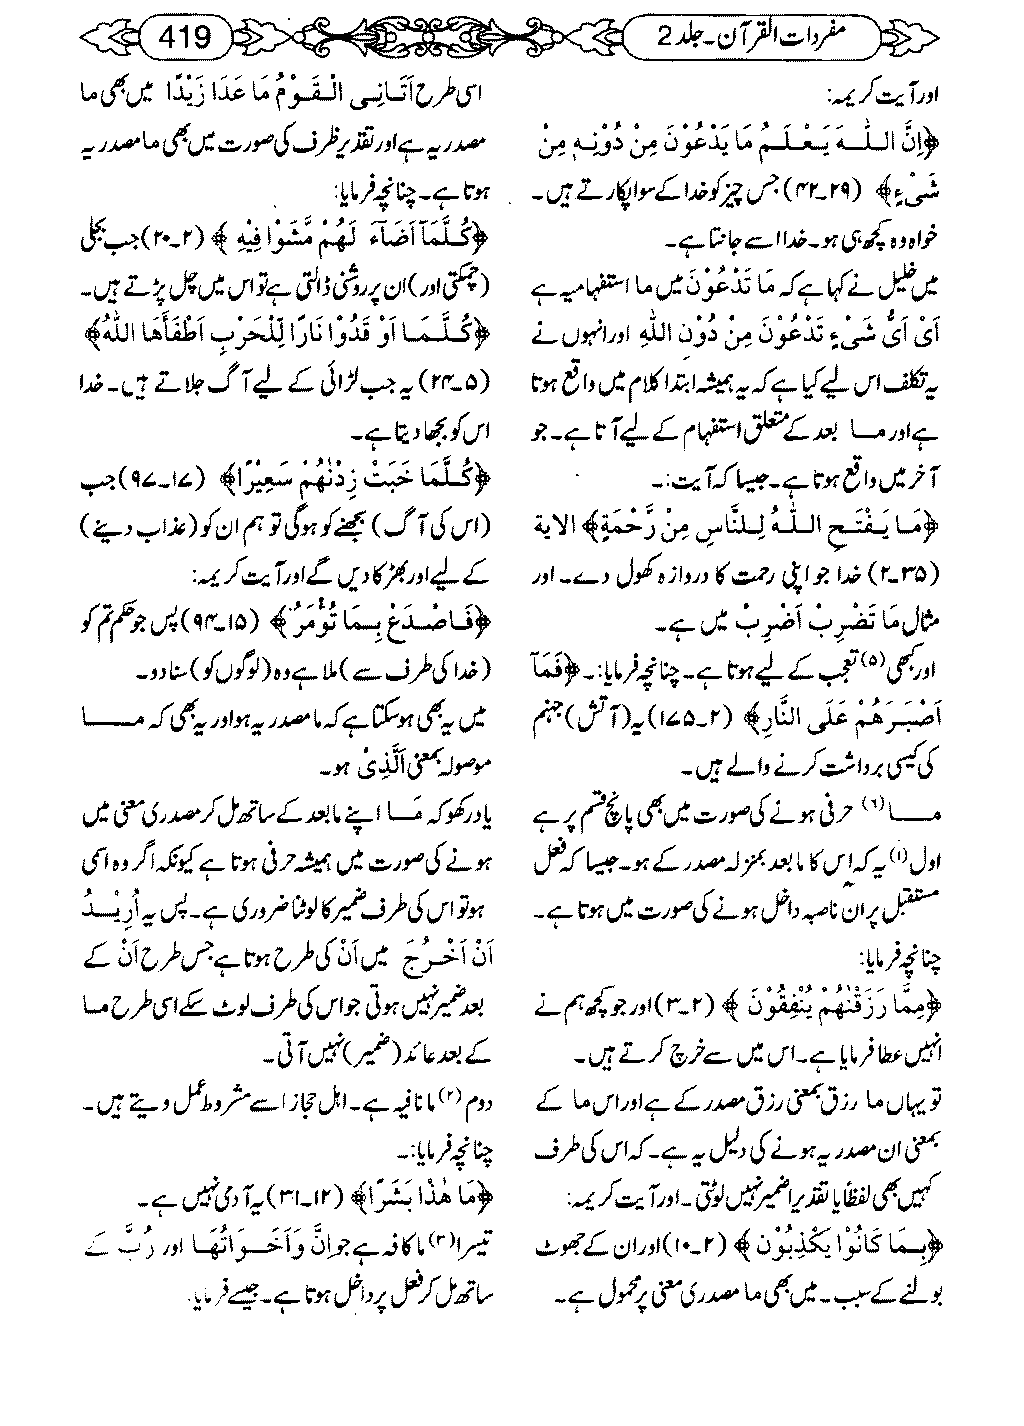 مفردات القرآن۔ جلد 2
419
اور آیت کریمہ:
﴿اِنَّ اللّٰهَ یَعْلَمُ مَا یَدْعُوْنَ مِنْ دُوْنِهٖ مِنْ
شَیْءٍ﴾ (۲۹۔۴۲) جس چیز کو خدا کے سوا پکارتے ہیں۔
خواہ وہ کچھ ہی ہو۔ خدا اسے جانتا ہے۔
میں خلیل نے کہا ہے کہ مَا تَدْعُوْنَ میں ما استفہامیہ ہے
اَیْ اَیُّ شَیْءٍ تَدْعُوْنَ مِنْ دُوْنِ اللّٰهِ اور انہوں نے
یہ تکلف اس لیے کیا ہے کہ یہ ہمیشہ ابتدا کلام میں واقع ہوتا
ہے اور مــا بعد کے متعلق استفہام کے لیے آتا ہے۔ جو
آخر میں واقع ہوتا ہے۔ جیسا کہ آیت:۔
﴿مَا یَفْتَحِ اللّٰهُ لِلنَّاسِ مِنْ رَّحْمَةٍ﴾ الایة
(۳۵۔۲) خدا جو اپنی رحمت کا دروازہ کھول دے۔ اور
مثال مَا تَضْرِبْ اَضْرِبْ میں ہے۔
اور کبھی (۵) تعجب کے لیے ہوتا ہے۔ چنانچہ فرمایا:۔ ﴿فَمَآ
اَصْبَرَهُمْ عَلَی النَّارِ﴾ (۲۔۱۷۵) یہ (آتش) جہنم
کی کیسی برداشت کرنے والے ہیں۔
مــا (۶) حرفی ہونے کی صورت میں بھی پانچ قسم پر ہے
اول (۱) یہ کہ اس کا ما بعد بمنزلہ مصدر کے ہو۔ جیسا کہ فعل
مستقبل پر ان ناصبہ داخل ہونے کی صورت میں ہوتا ہے۔
چنانچہ فرمایا:
﴿مِمَّا رَزَقْنٰهُمْ یُنْفِقُوْنَ﴾ (۲۔۳) اور جو کچھ ہم نے
انہیں عطا فرمایا ہے۔ اس میں سے خرچ کرتے ہیں۔
تو یہاں ما رزق بمعنی رزق مصدر کے ہے اور اس ما کے
بمعنی ان مصدریہ ہونے کی دلیل یہ ہے۔ کہ اس کی طرف
کہیں بھی لفظاً یا تقدیرا ضمیر نہیں لوٹتی۔ اور آیت کریمہ:
﴿بِمَا كَانُوْا یَكْذِبُوْنَ﴾ (۲۔۱۰) اور ان کے جھوٹ
بولنے کے سبب۔ میں بھی ما مصدری معنی پر محمول ہے۔
اسی طرح اَتَانِی الْقَوْمُ مَا عَدَا زَیْدًا میں بھی ما
مصدریہ ہے اور تقدیر ظرف کی صورت میں بھی ما مصدریہ
ہوتا ہے۔ چنانچہ فرمایا:
﴿كُلَّمَآ اَضَآءَ لَهُمْ مَّشَوْا فِیْهِ﴾ (۲۔۲۰) جب بجلی
(چمکتی اور) ان پر روشنی ڈالتی ہے تو اس میں چل پڑتے ہیں۔
﴿كُلَّمَا اَوْ قَدُوْا نَارًا لِّلْحَرْبِ اَطْفَأَهَا اللّٰهُ﴾
(۵۔۲۴) یہ جب لڑائی کے لیے آگ جلاتے ہیں۔ خدا
اس کو بجھا دیتا ہے۔
﴿كُلَّمَا خَبَتْ زِدْنٰهُمْ سَعِیْرًا﴾ (۱۷۔۹۷) جب
(اس کی آگ) بجھنے کو ہوگی تو ہم ان کو (عذاب دینے)
کے لیے اور بھڑکا دیں گے اور آیت کریمہ:
﴿فَاصْدَعْ بِمَا تُؤْمَرُ﴾ (۱۵۔۹۴) پس جو حکم تم کو
(خدا کی طرف سے) ملا ہے وہ (لوگوں کو) سنا دو۔
میں یہ بھی ہو سکتا ہے کہ ما مصدریہ ہو اور یہ بھی کہ مــا
موصولہ بمعنی اَلَّذِیْ ہو۔
یاد رکھو کہ مَــا اپنے ما بعد کے ساتھ مل کر مصدری معنی میں
ہونے کی صورت میں ہمیشہ حرفی ہوتا ہے کیونکہ اگر وہ اسمی
ہو تو اس کی طرف ضمیر کا لوٹنا ضروری ہے۔ پس یہ اُرِیْدُ
اَنْ اَخْرُجَ میں اَنْ کی طرح ہوتا ہے جس طرح اَنْ کے
بعد ضمیر نہیں ہوتی جو اس کی طرف لوٹ سکے اسی طرح مــا
کے بعد عائد (ضمیر) نہیں آتی۔
دوم (۲) ما نافیہ ہے۔ اہل حجاز اسے مشروط عمل دیتے ہیں۔
چنانچہ فرمایا:۔
﴿مَا هٰذَا بَشَرًا﴾ (۱۲۔۳۱) یہ آدمی نہیں ہے۔
تیسرا (۳) ما کافہ ہے جو اِنَّ وَاَخَوَاتُهَا اور رُبَّ کے
ساتھ مل کر فعل پر داخل ہوتا ہے۔ جیسے فرمایا: